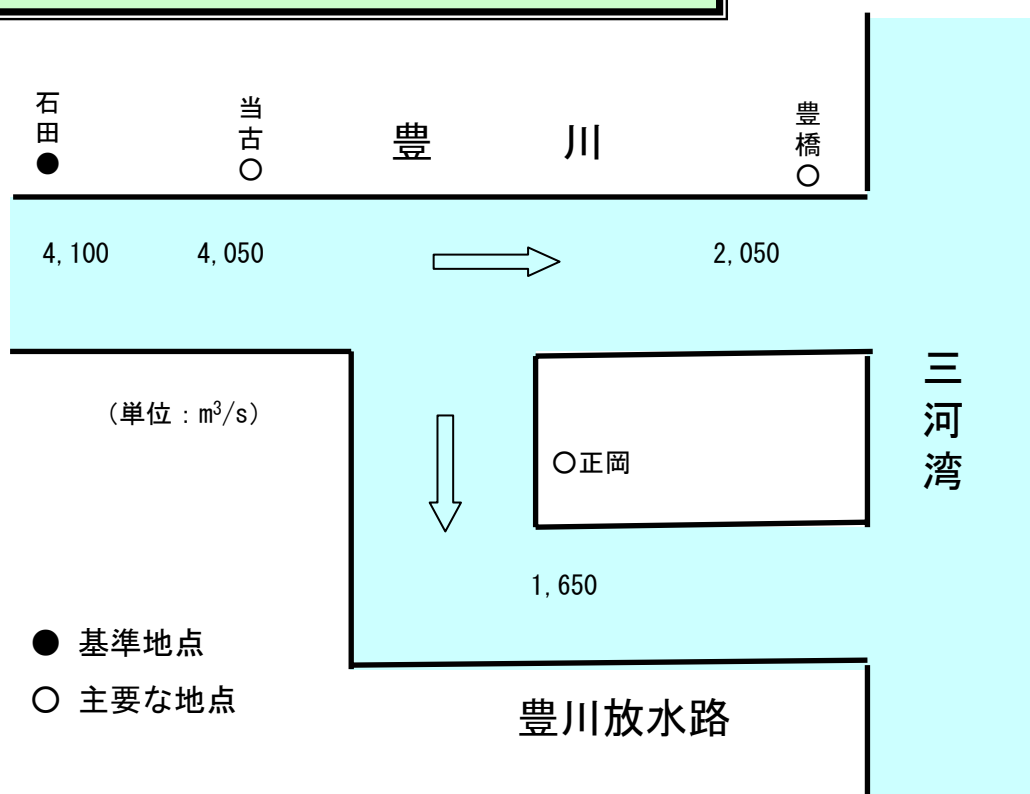 石田
当古
豊川
豊橋
4,100
4,050
2,050
三河湾
(単位:m³/s)
○正岡
1,650
● 基準地点
○ 主要な地点
豊川放水路